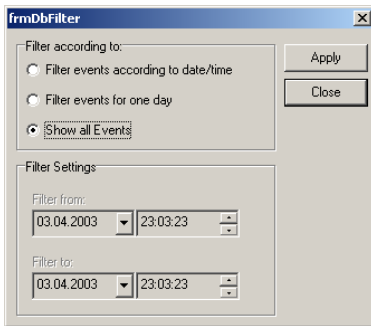 frmDbFilter
Filter according to:
Filter events according to date/time
Filter events for one day
Show all Events
Apply
Close
Filter Settings
Filter from:
03.04.2003 23:03:23
Filter to:
03.04.2003 23:03:23